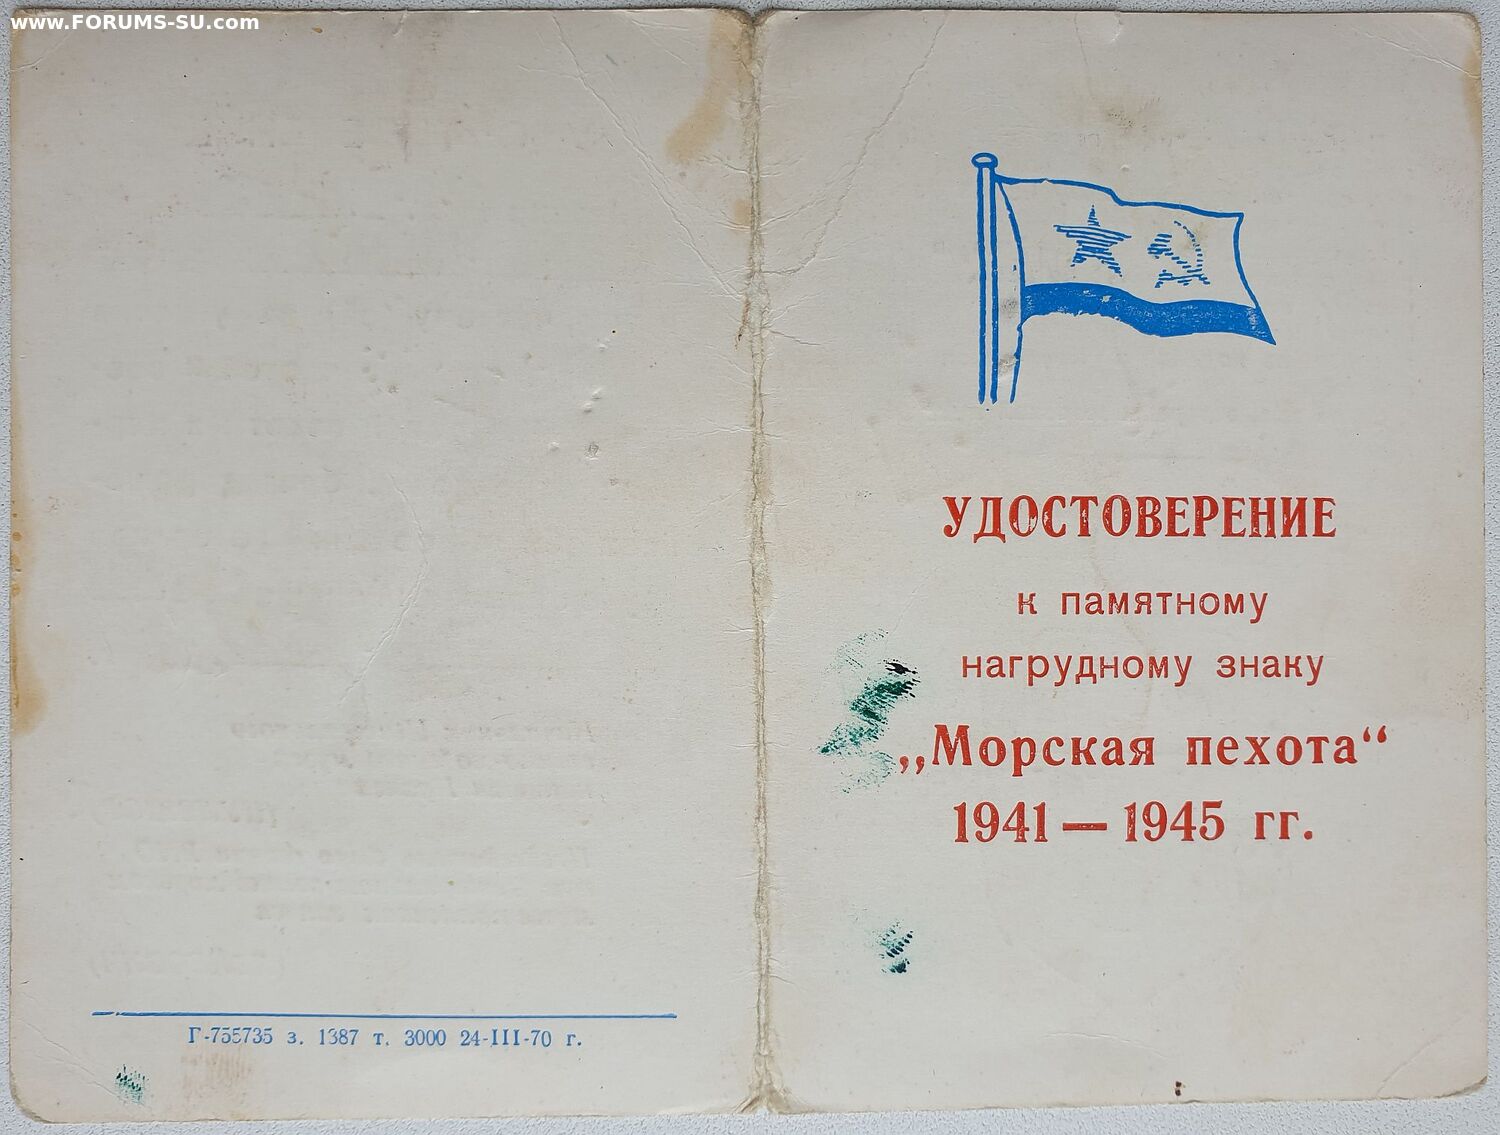 www.FORUMS-SU.com
УДОСТОВЕРЕНИЕ
к памятному
нагрудному знаку
„Морская пехота“
1941 — 1945 гг.
Г-755735 з. 1387 т. 3000 24-III-70 г.